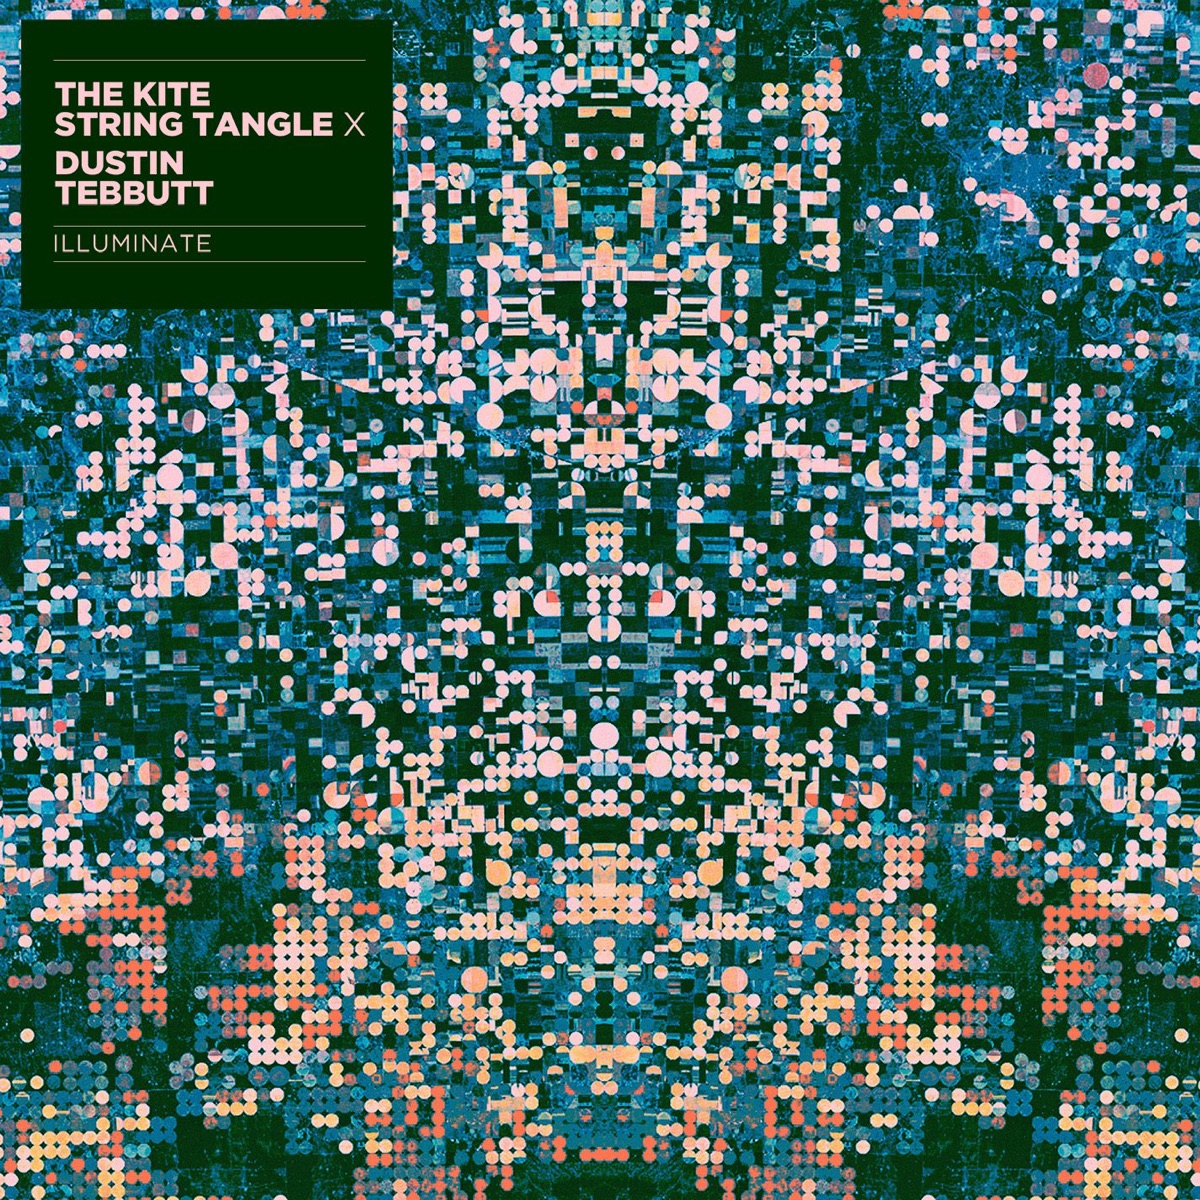 THE KITE
STRING TANGLE X
DUSTIN
TEBBUTT
ILLUMINATE